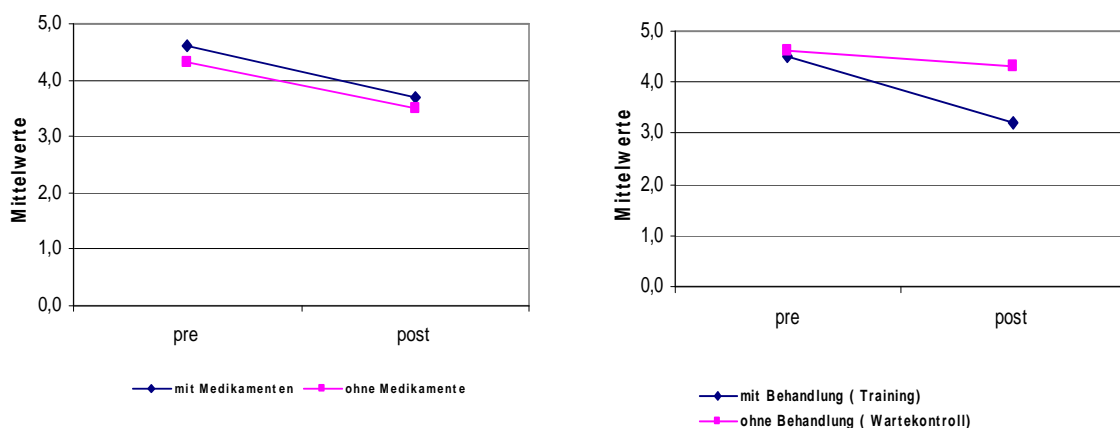 5,0
4,0
3,0
2,0
1,0
0,0
Mittelwerte
pre post
mit Medikamenten ohne Medikamente
5,0
4,0
3,0
2,0
1,0
0,0
Mittelwerte
pre post
mit Behandlung ( Training)
ohne Behandlung ( Wartekontroll)